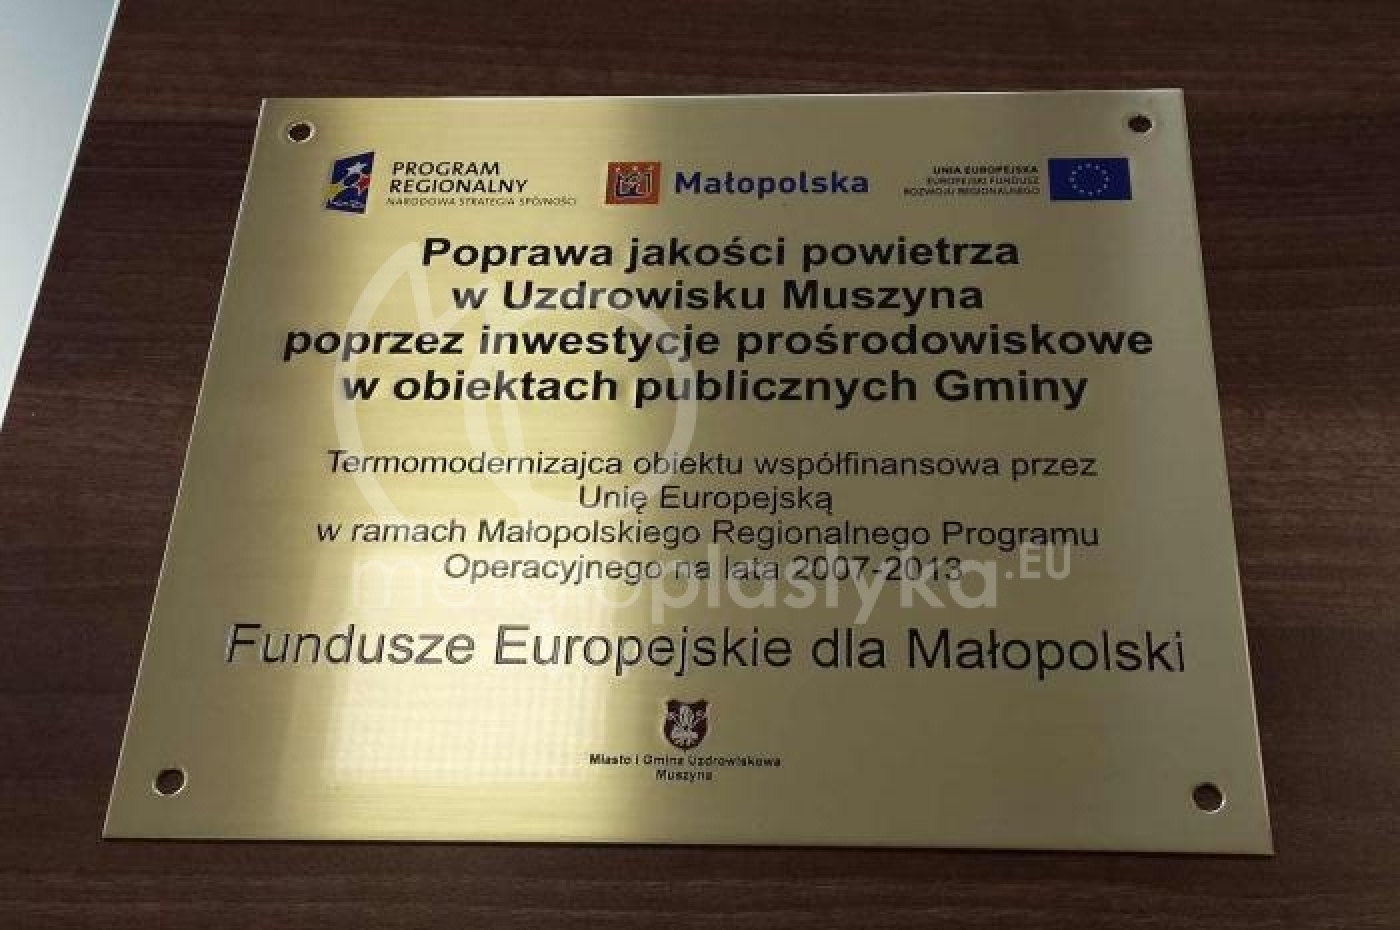 PROGRAM
REGIONALNY
NARODOWA STRATEGIA SPÓJNOŚCI
Małopolska
UNIA EUROPEJSKA
EUROPEJSKI FUNDUSZ
ROZWOJU REGIONALNEGO
Poprawa jakości powietrza
w Uzdrowisku Muszyna
poprzez inwestycje prośrodowiskowe
w obiektach publicznych Gminy
Termomodernizajca obiektu współfinansowa przez
Unię Europejską
w ramach Małopolskiego Regionalnego Programu
Operacyjnego na lata 2007-2013
margoplastyka.EU
Fundusze Europejskie dla Małopolski
Miasto i Gmina Uzdrowiskowa
Muszyna